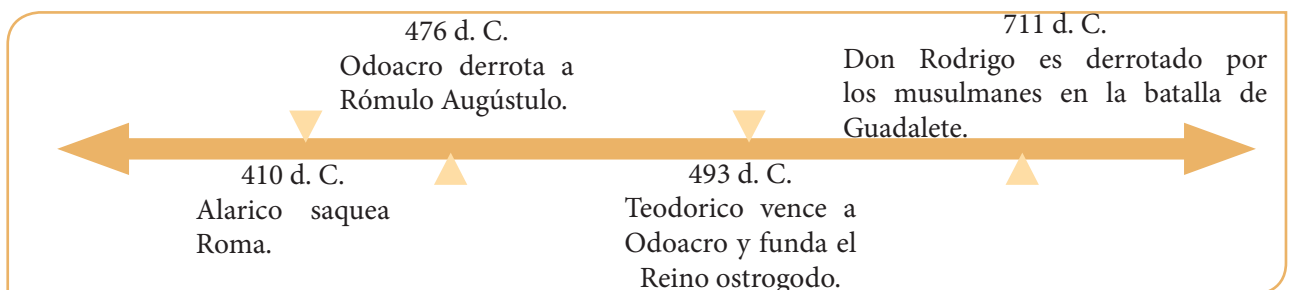 476 d. C.
Odoacro derrota a
Rómulo Augústulo.
711 d. C.
Don Rodrigo es derrotado por
los musulmanes en la batalla de
Guadalete.
410 d. C.
Alarico saquea
Roma.
493 d. C.
Teodorico vence a
Odoacro y funda el
Reino ostrogodo.